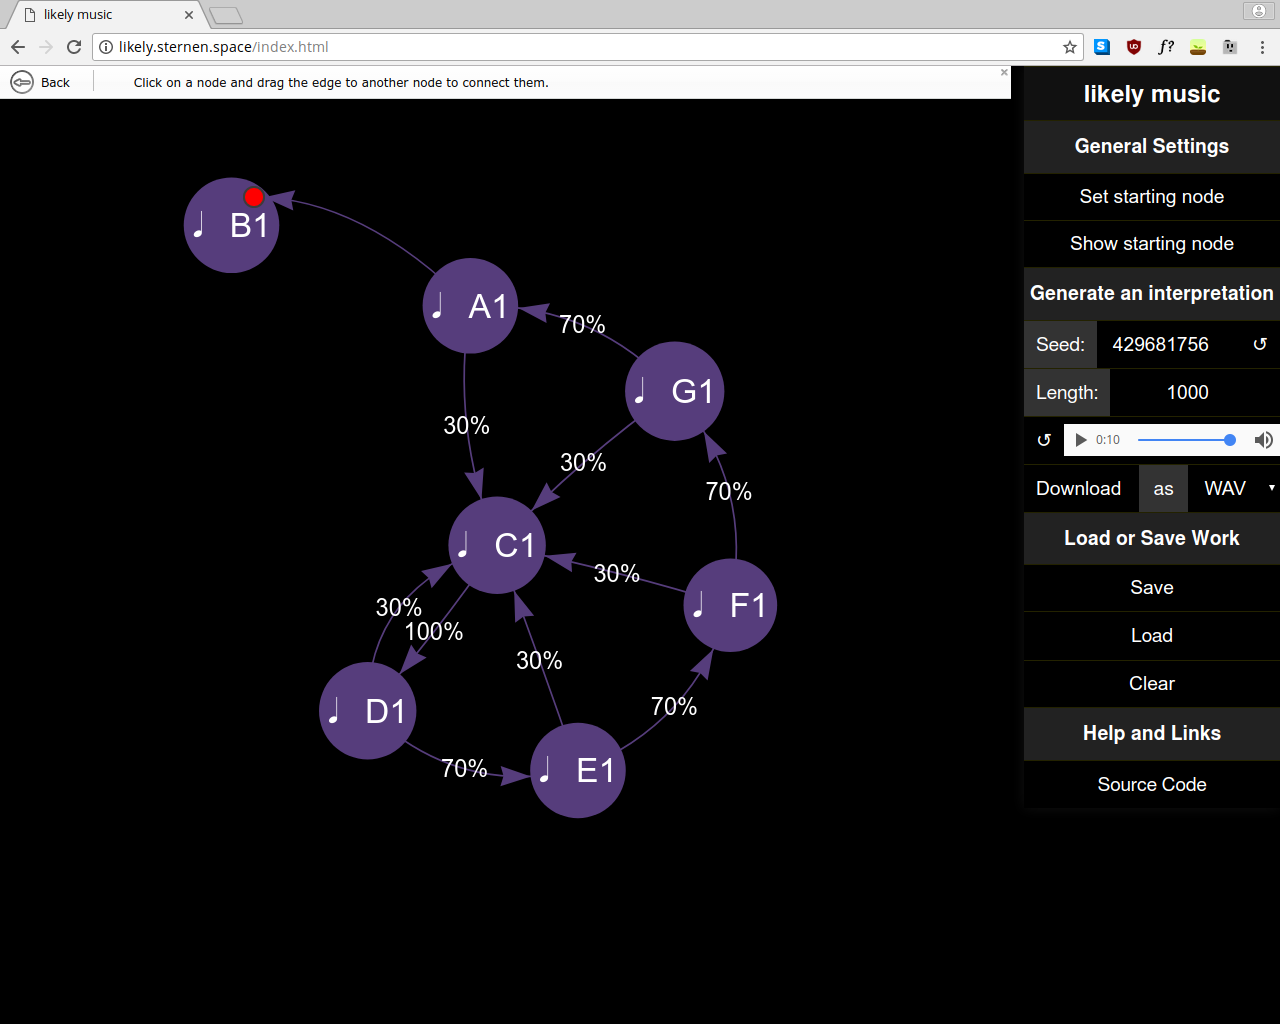 likely music
likely.sternen.space/index.html
f?
Back
Click on a node and drag the edge to another node to connect them.
♩ B1
♩ A1
70%
♩ G1
30%
30%
70%
♩ C1
30%
♩ F1
30%
100%
30%
70%
♩ D1
70%
♩ E1
likely music
General Settings
Set starting node
Show starting node
Generate an interpretation
Seed: 429681756 ↺
Length: 1000
↺ 0:10
Download as WAV
Load or Save Work
Save
Load
Clear
Help and Links
Source Code